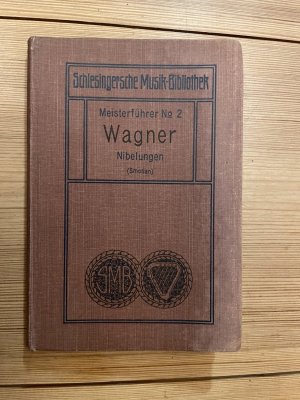 Schlesingersche Musik-Bibliothek
Meisterführer No 2
Wagner
Nibelungen
(Smolian)
SMB